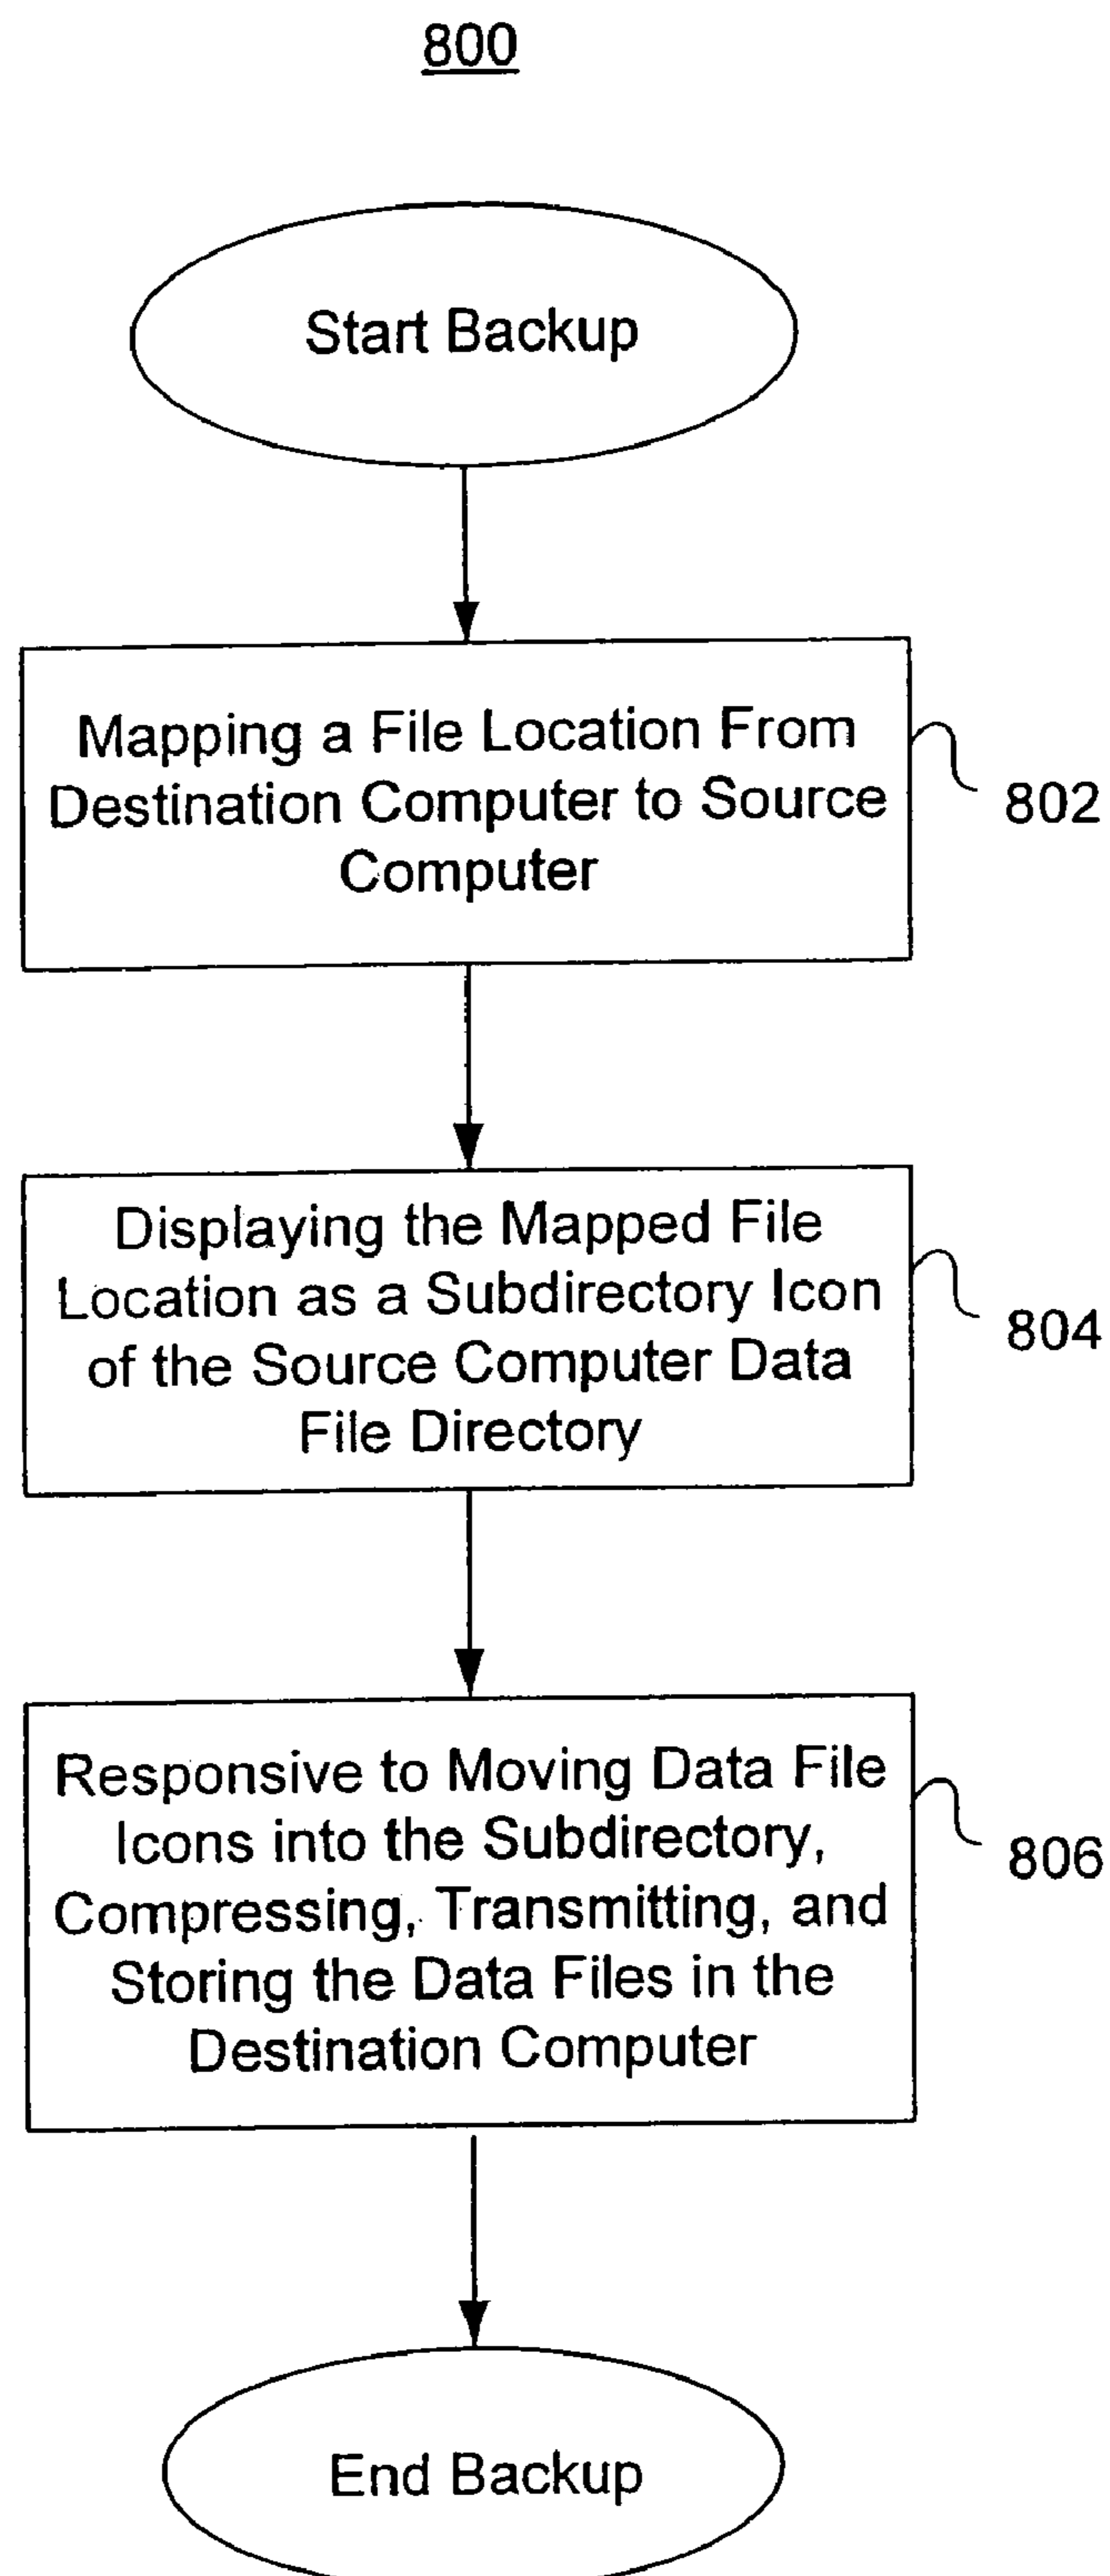 800
Start Backup
Mapping a File Location From
Destination Computer to Source
Computer
802
Displaying the Mapped File
Location as a Subdirectory Icon
of the Source Computer Data
File Directory
804
Responsive to Moving Data File
Icons into the Subdirectory,
Compressing, Transmitting, and
Storing the Data Files in the
Destination Computer
806
End Backup